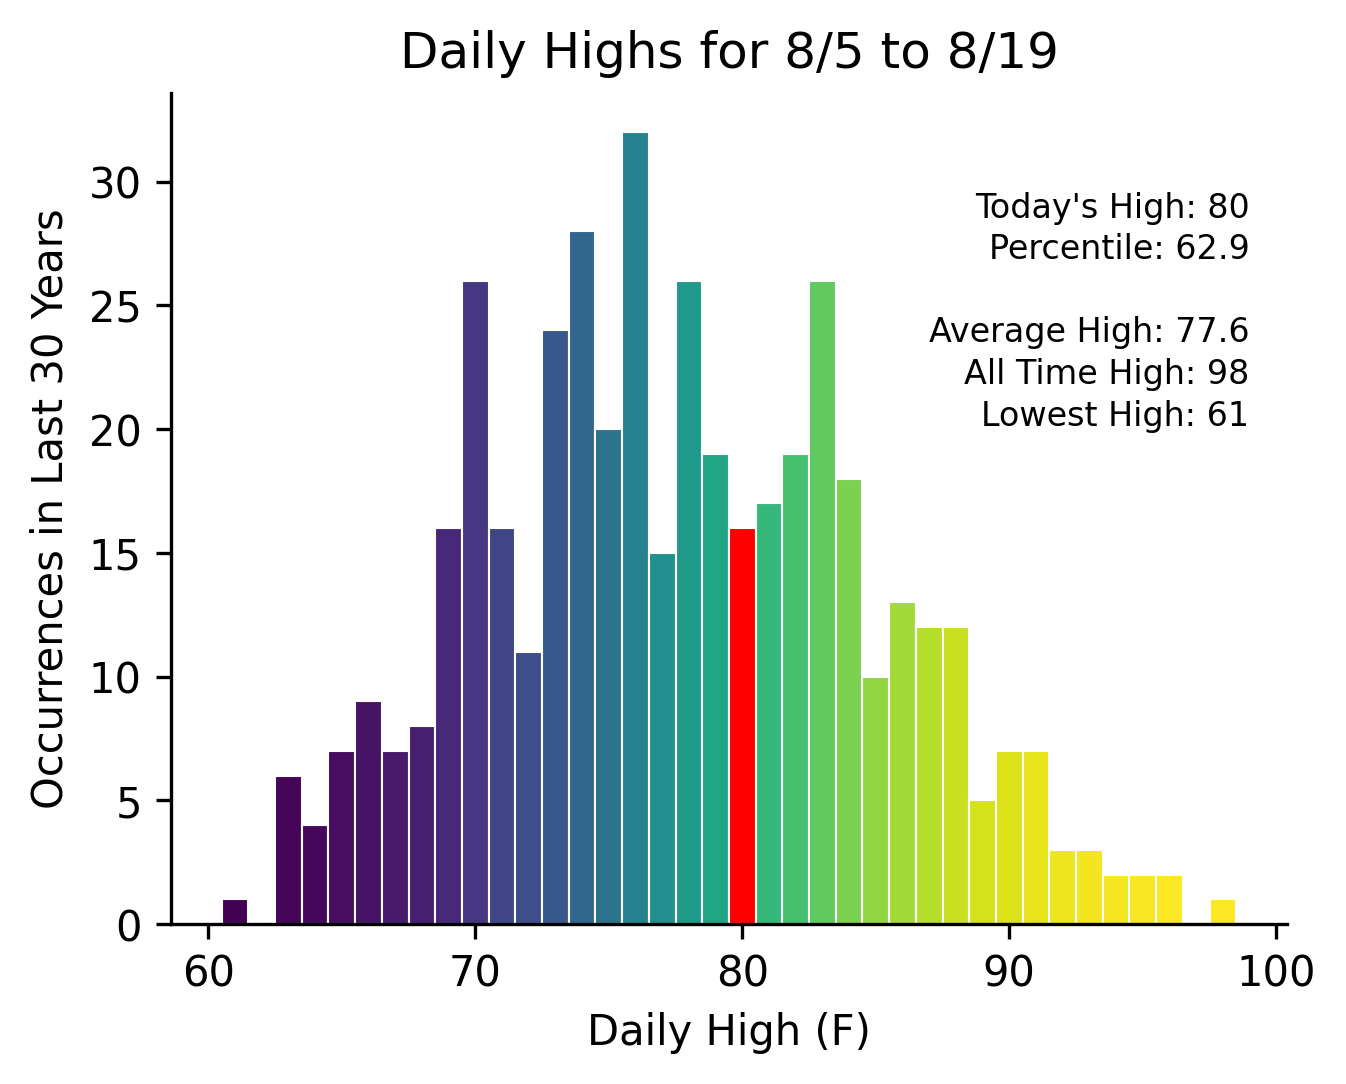 Daily Highs for 8/5 to 8/19
Occurrences in Last 30 Years
30
25
20
15
10
5
0
Today's High: 80
Percentile: 62.9
Average High: 77.6
All Time High: 98
Lowest High: 61
60 70 80 90 100
Daily High (F)